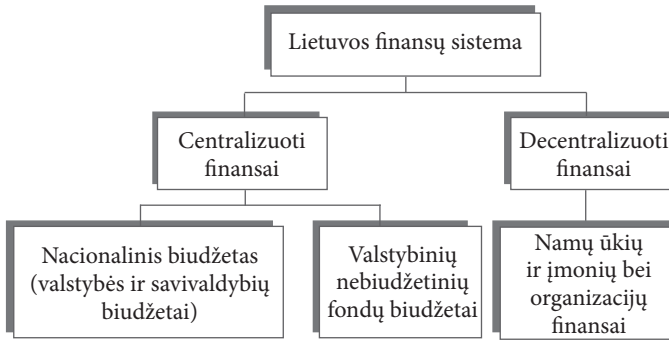 Lietuvos finansų sistema
Centralizuoti
finansai
Decentralizuoti
finansai
Nacionalinis biudžetas
(valstybės ir savivaldybių
biudžetai)
Valstybinių
nebiudžetinių
fondų biudžetai
Namų ūkių
ir įmonių bei
organizacijų
finansai